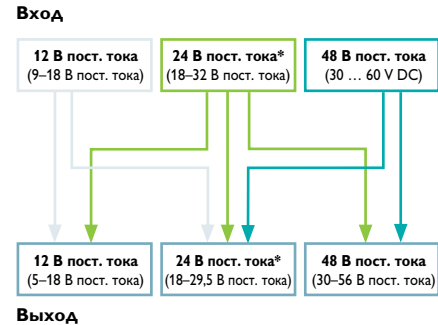 Вход
12 В пост. тока
(9–18 В пост. тока)
24 В пост. тока*
(18–32 В пост. тока)
48 В пост. тока
(30 ... 60 V DC)
12 В пост. тока
(5–18 В пост. тока)
24 В пост. тока*
(18–29,5 В пост. тока)
48 В пост. тока
(30–56 В пост. тока)
Выход